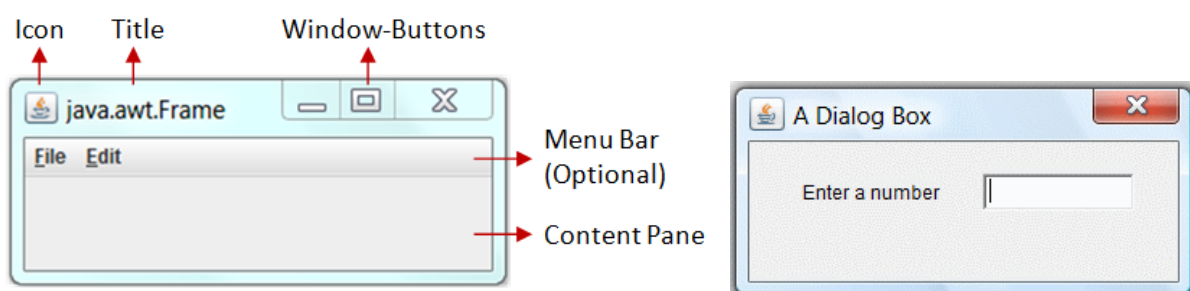 Icon Title Window-Buttons
java.awt.Frame
File Edit
Menu Bar
(Optional)
Content Pane
A Dialog Box
Enter a number